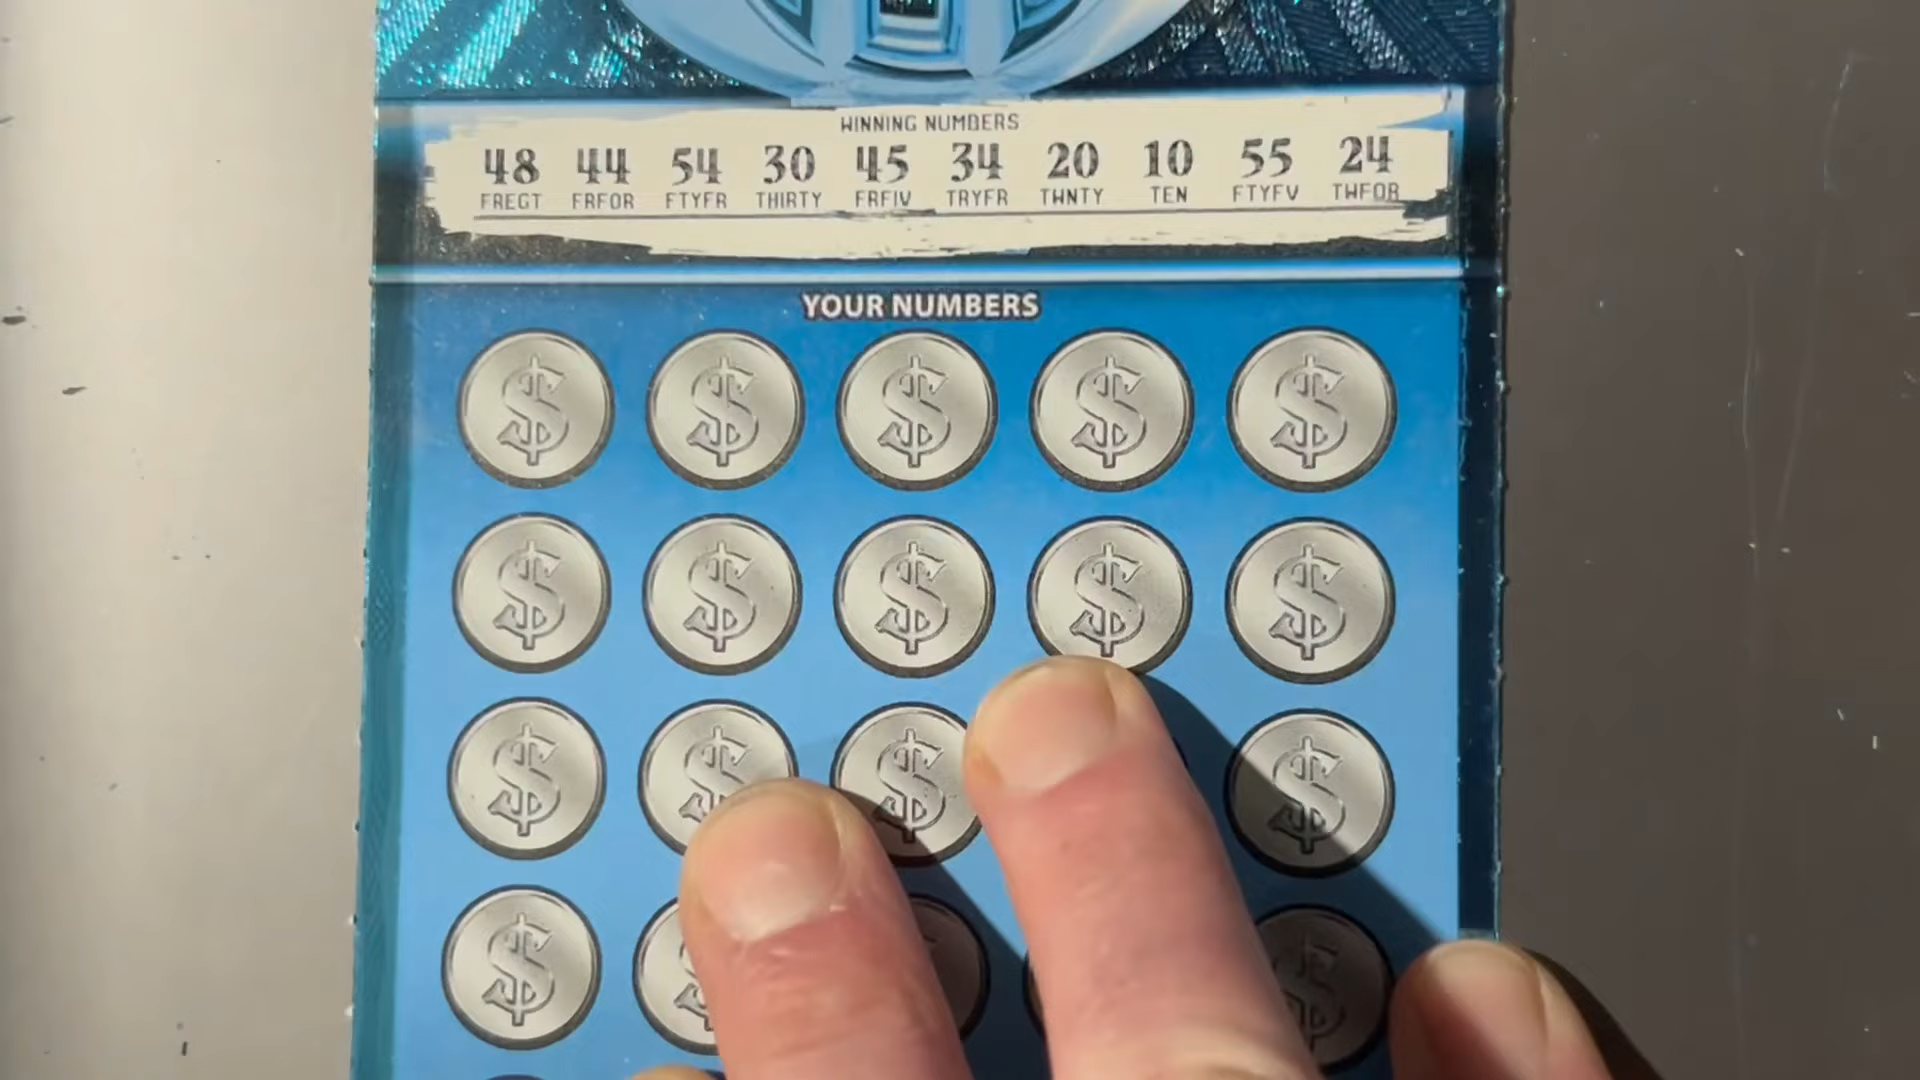 WINNING NUMBERS
48 44 54 30 45 34 20 10 55 24
FREGT FRFOR FTYFR THIRTY FRFIV TRYFR TWNTY TEN FTYFV TWFOR
YOUR NUMBERS
$ $ $ $ $
$ $ $ $ $
$ $ $ $
$ $ $